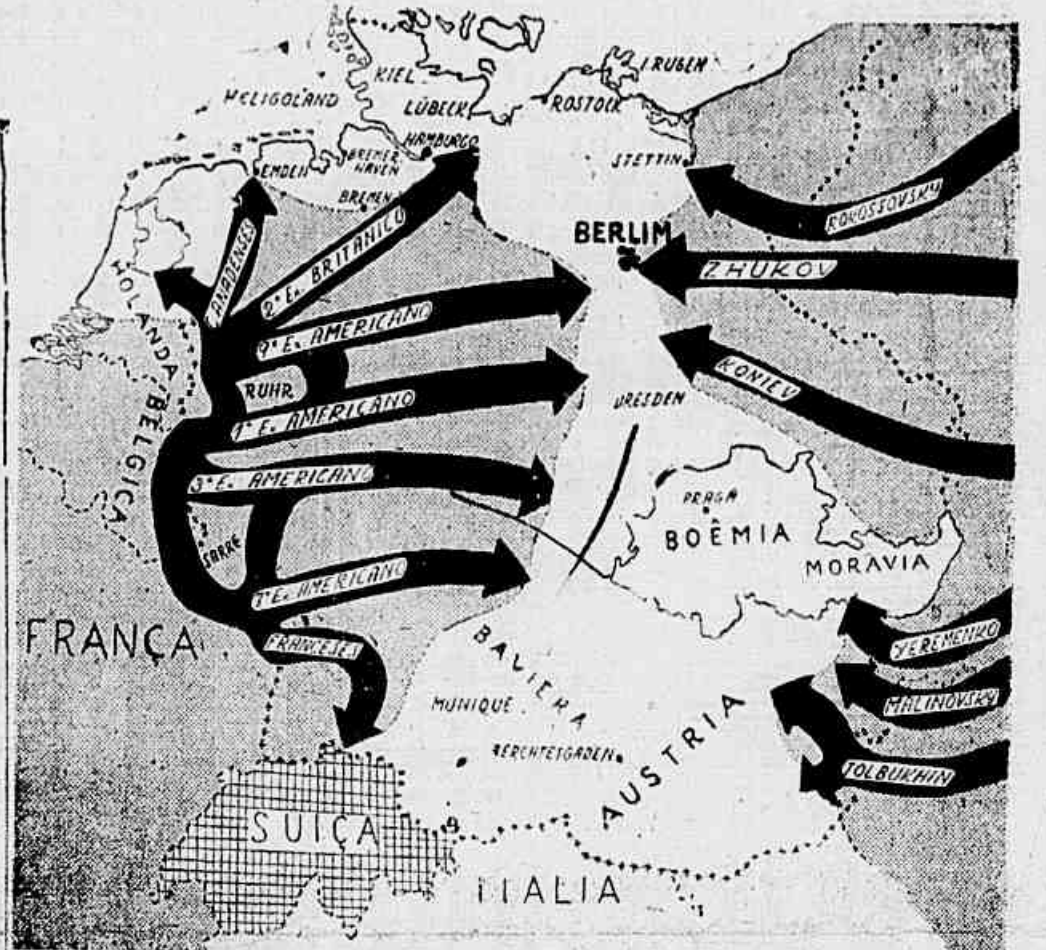 KIEL
I. RUGEN
HELIGOLAND
LÜBECK
ROSTOCK
HAMBURGO
BREMER-
HAVEN
EMDEN
STETTIN
BREMEN
ROKOSSOVSKY
BERLIM
CANADENSES
2º Ex. BRITANICO
ZHUKOV
HOLANDA
9º E. AMERICANO
KONIEV
RUHR
DRESDEN
1º E. AMERICANO
BÉLGICA
3º E. AMERICANO
PRAGA
BOÊMIA
SARRE
MORAVIA
7º E. AMERICANO
FRANÇA
FRANCESES
YEREMENKO
BAVIERA
MUNIQUE
MALINOVSKY
BERCHTESGADEN
AUSTRIA
TOLBUKHIN
SUIÇA
ITALIA